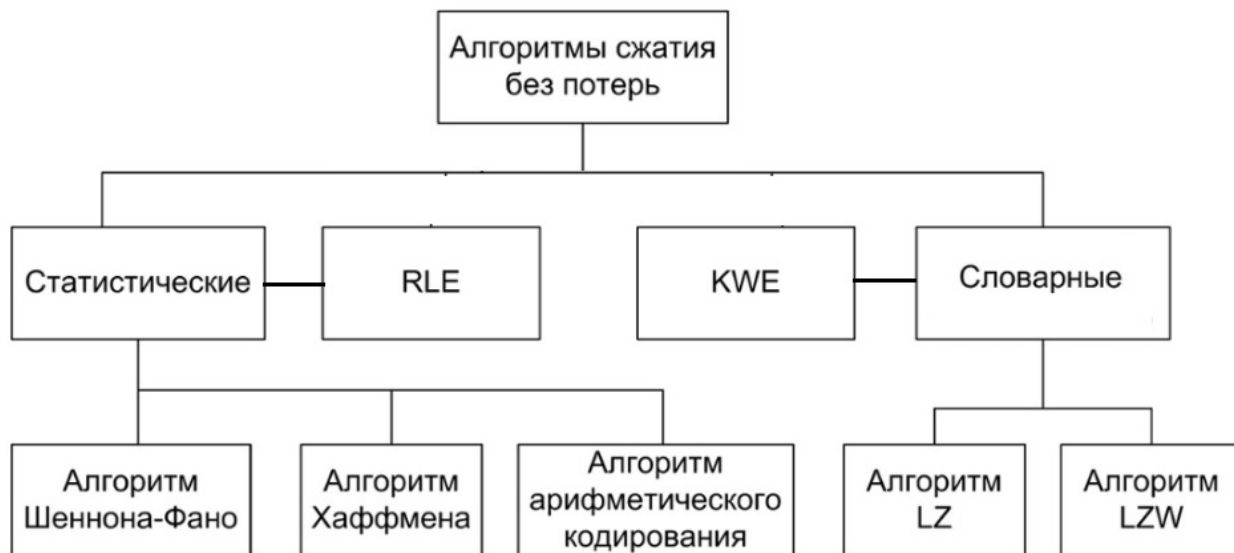 Алгоритмы сжатия
без потерь
Статистические
RLE
KWE
Словарные
Алгоритм
Шеннона-Фано
Алгоритм
Хаффмена
Алгоритм
арифметического
кодирования
Алгоритм
LZ
Алгоритм
LZW